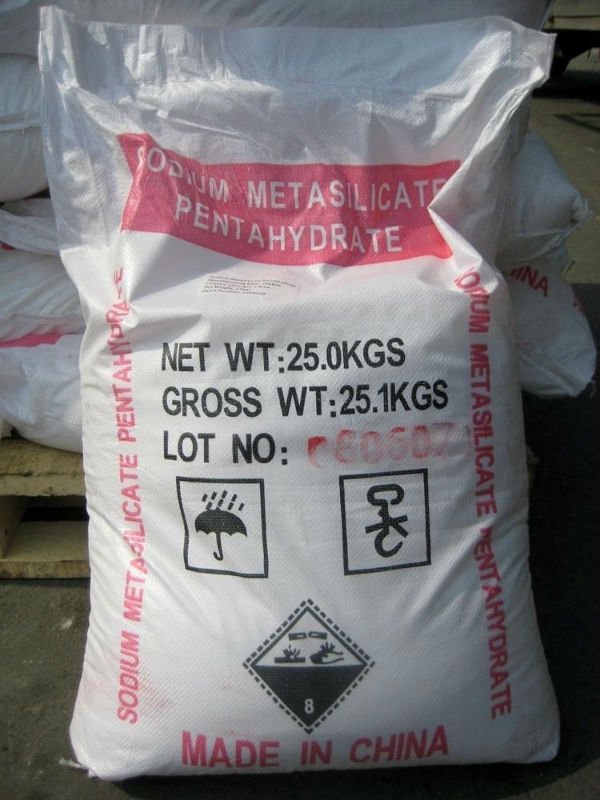 SODIUM METASILICATE
PENTAHYDRATE
NET WT:25.0KGS
GROSS WT:25.1KGS
LOT NO:
SODIUM METASILICATE PENTAHYDRATE
SODIUM METASILICATE PENTAHYDRATE
8
MADE IN CHINA